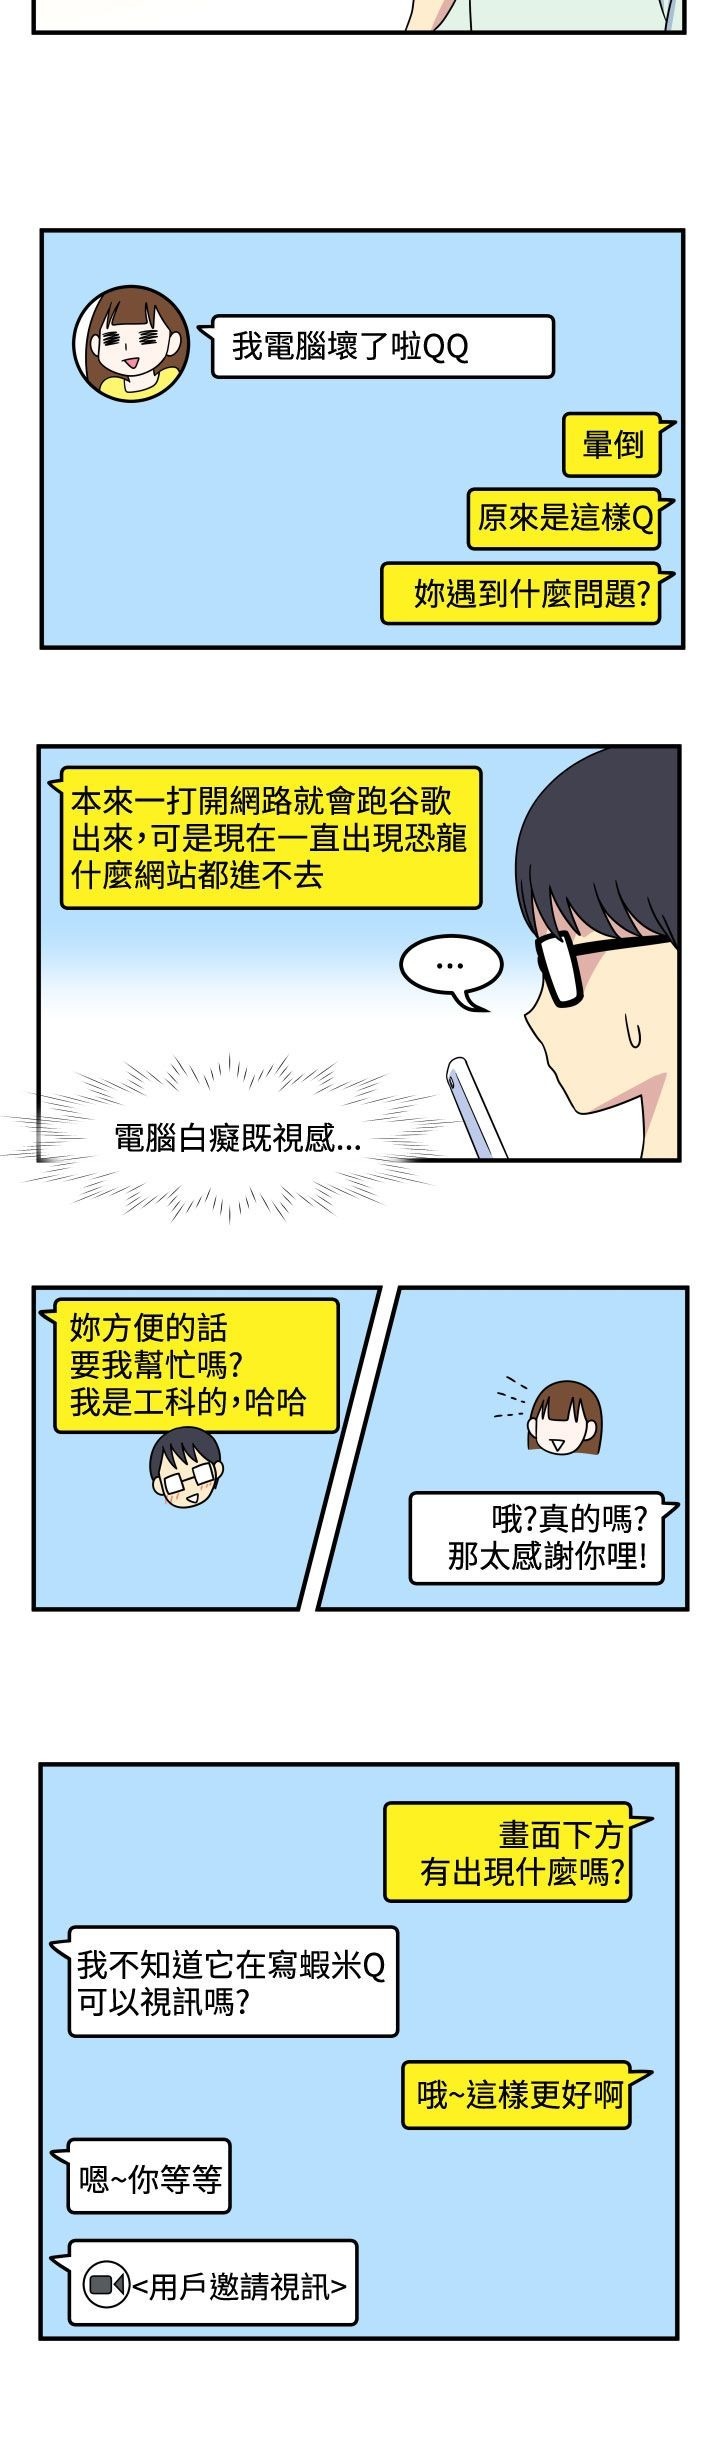 我電腦壞了啦QQ
暈倒
原來是這樣Q
妳遇到什麼問題?
本來一打開網路就會跑谷歌
出來，可是現在一直出現恐龍
什麼網站都進不去
...
電腦白癡既視感...
妳方便的話
要我幫忙嗎?
我是工科的，哈哈
哦?真的嗎?
那太感謝你哩!
畫面下方
有出現什麼嗎?
我不知道它在寫蝦米Q
可以視訊嗎?
哦~這樣更好啊
嗯~你等等
<用戶邀請視訊>